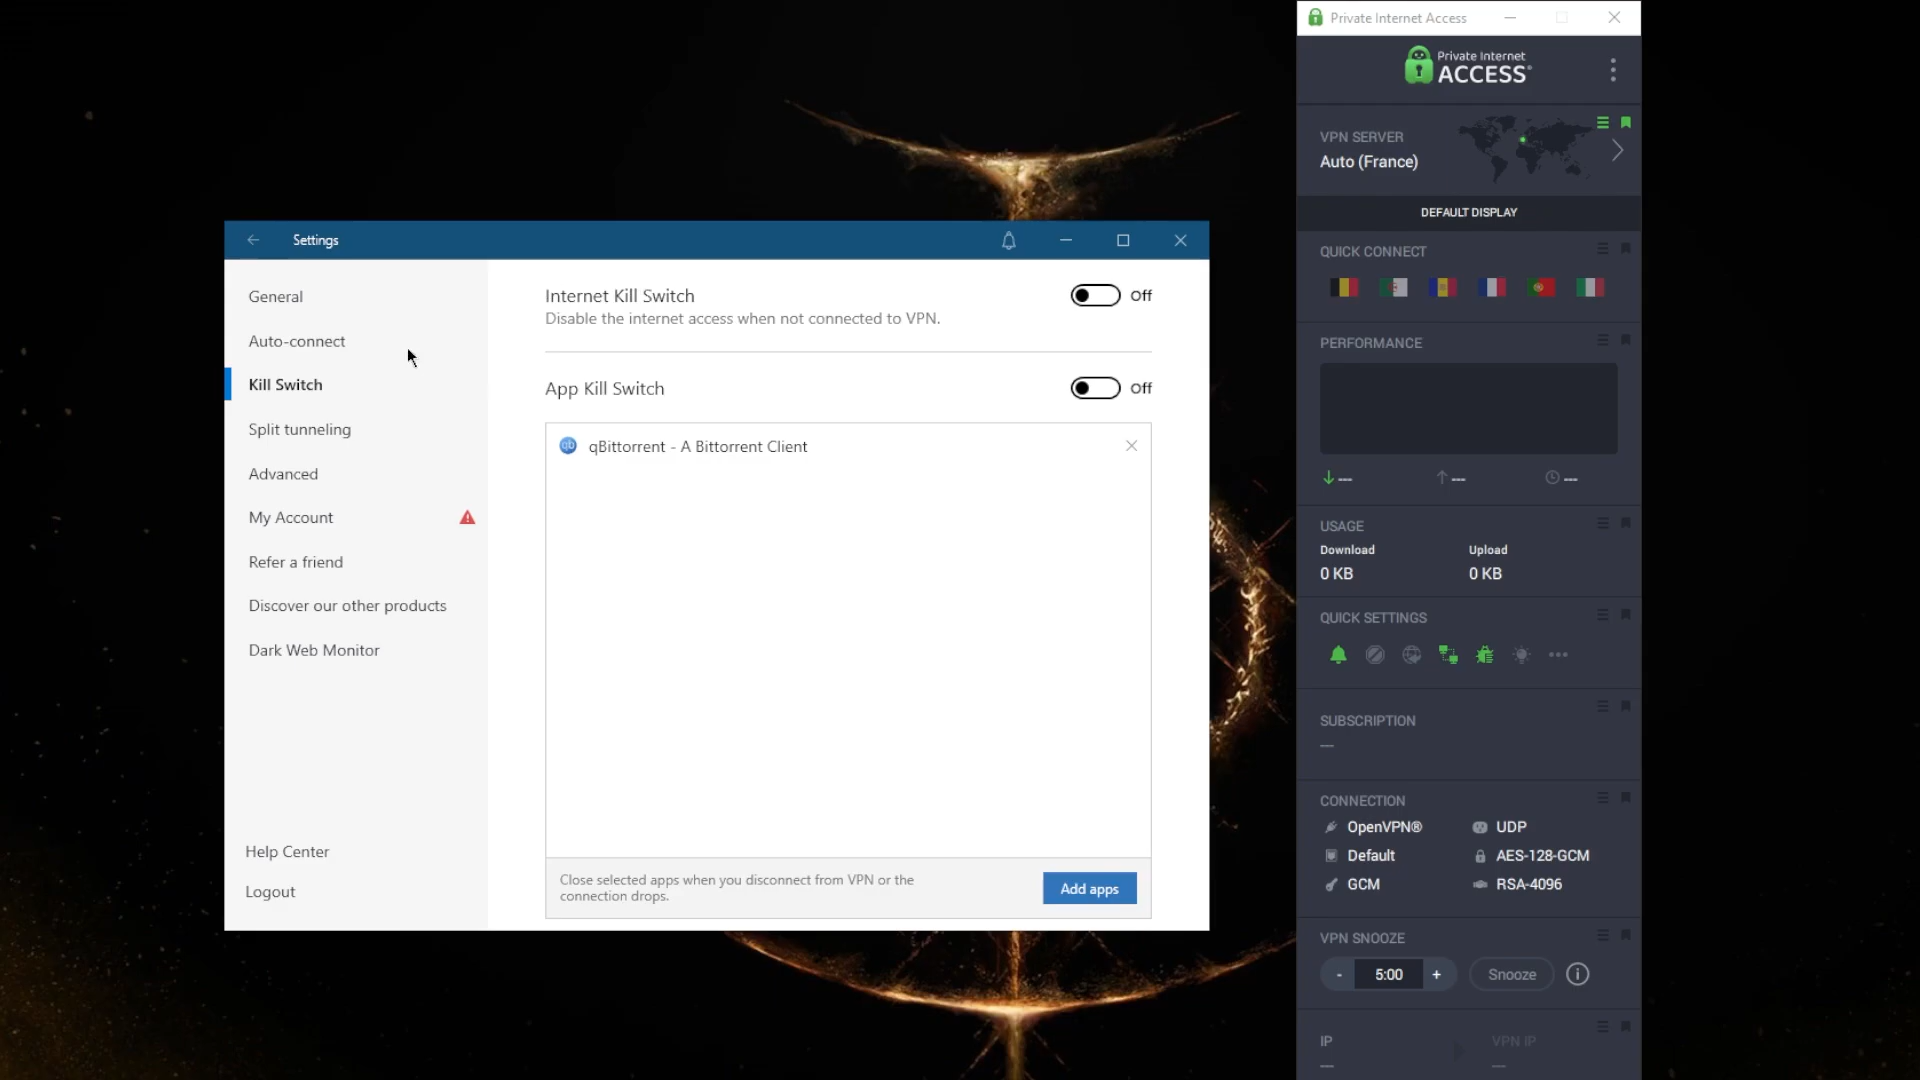 Settings
General
Auto-connect
Kill Switch
Split tunneling
Advanced
My Account
Refer a friend
Discover our other products
Dark Web Monitor
Help Center
Logout
Internet Kill Switch
Off
Disable the internet access when not connected to VPN.
App Kill Switch
Off
qb
qBittorrent - A Bittorrent Client
Close selected apps when you disconnect from VPN or the
connection drops.
Add apps
Private Internet Access
Private Internet
ACCESS®
VPN SERVER
Auto (France)
DEFAULT DISPLAY
QUICK CONNECT
PERFORMANCE
---
---
---
USAGE
Download Upload
0 KB 0 KB
QUICK SETTINGS
SUBSCRIPTION
---
CONNECTION
OpenVPN® UDP
Default AES-128-GCM
GCM RSA-4096
VPN SNOOZE
- 5:00 + Snooze i
IP VPN IP
--- ---